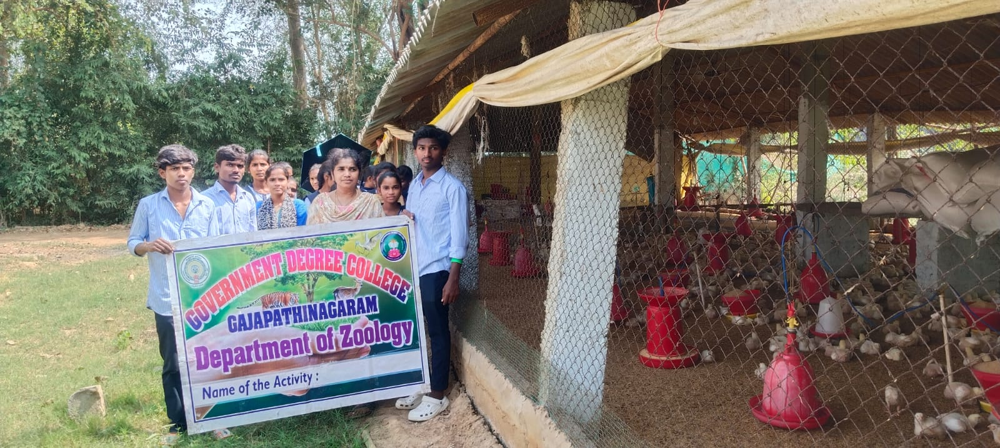 GOVERNMENT DEGREE COLLEGE
GAJAPATHINAGARAM
Department of Zoology
Name of the Activity :